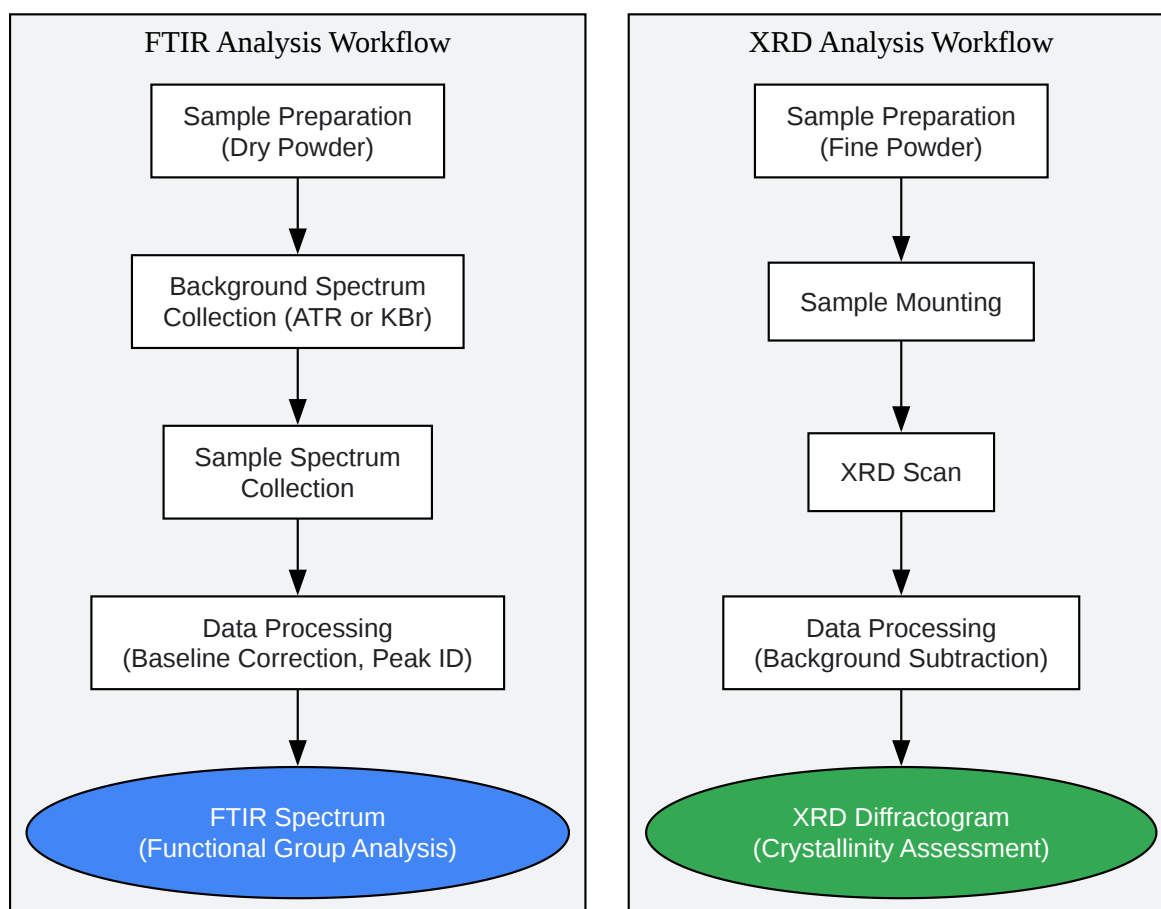 FTIR Analysis Workflow
Sample Preparation
(Dry Powder)
Background Spectrum
Collection (ATR or KBr)
Sample Spectrum
Collection
Data Processing
(Baseline Correction, Peak ID)
FTIR Spectrum
(Functional Group Analysis)
XRD Analysis Workflow
Sample Preparation
(Fine Powder)
Sample Mounting
XRD Scan
Data Processing
(Background Subtraction)
XRD Diffractogram
(Crystallinity Assessment)